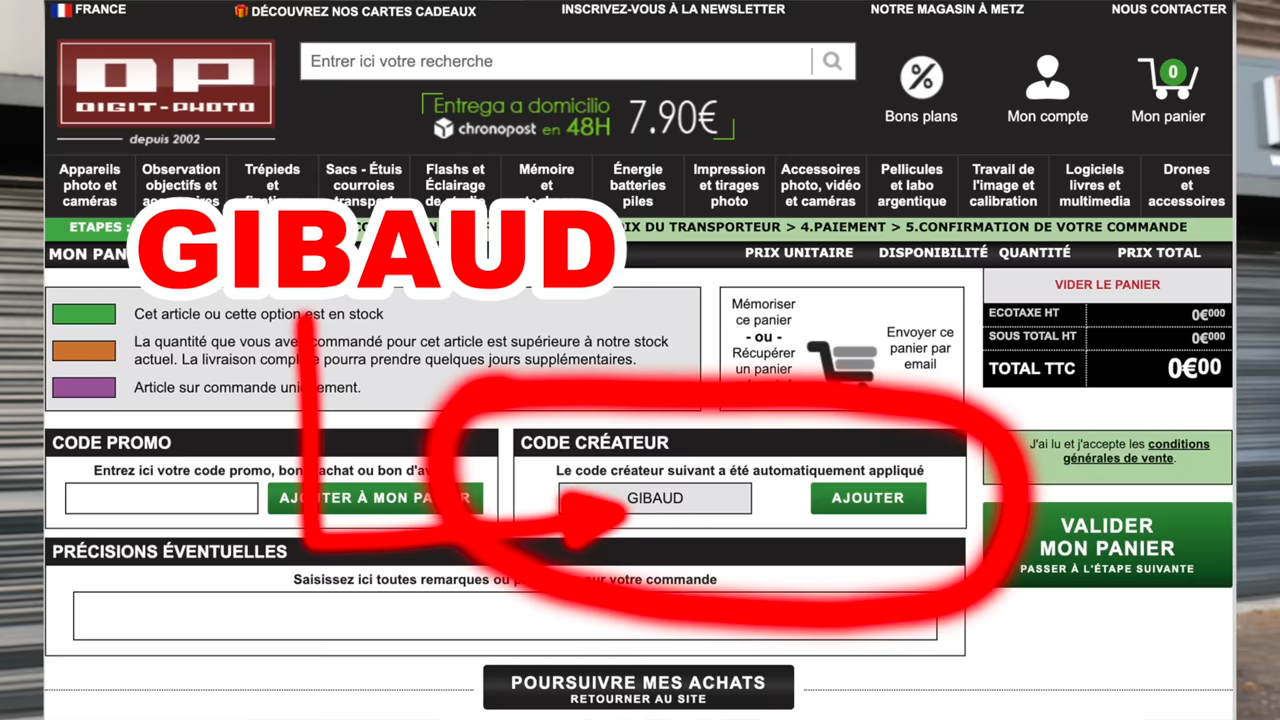 FRANCE
DÉCOUVREZ NOS CARTES CADEAUX
INSCRIVEZ-VOUS À LA NEWSLETTER
NOTRE MAGASIN À METZ
NOUS CONTACTER
DP
DIGIT-PHOTO
depuis 2002
Entrer ici votre recherche
Entrega a domicilio
chronopost en 48H
7.90€
Bons plans
Mon compte
0
Mon panier
Appareils
photo et
caméras
Observation
objectifs et
Trépieds
et
Sacs - Étuis
courroies
Flashs et
Éclairage
Mémoire
et
Énergie
batteries
piles
Impression
et tirages
photo
Accessoires
photo, vidéo
et caméras
Pellicules
et labo
argentique
Travail de
l'image et
calibration
Logiciels
livres et
multimedia
Drones
et
accessoires
ETAPES :
DU TRANSPORTEUR > 4.PAIEMENT > 5.CONFIRMATION DE VOTRE COMMANDE
GIBAUD
MON
PRIX UNITAIRE
DISPONIBILITÉ
QUANTITÉ
PRIX TOTAL
Cet article ou cette option est en stock
La quantité que vous avez commandé pour cet article est supérieure à notre stock
actuel. La livraison complète pourra prendre quelques jours supplémentaires.
Article sur commande uniquement.
Mémoriser
ce panier
- ou -
Récupérer
un panier
Envoyer ce
panier par
email
VIDER LE PANIER
ECOTAXE HT 0€000
SOUS TOTAL HT 0€000
TOTAL TTC 0€00
CODE PROMO
Entrez ici votre code promo, bon d'achat ou bon d'
AJOUTER À MON PANIER
CODE CRÉATEUR
Le code créateur suivant a été automatiquement appliqué
GIBAUD
AJOUTER
J'ai lu et j'accepte les conditions
générales de vente.
VALIDER
MON PANIER
PASSER À L'ÉTAPE SUIVANTE
PRÉCISIONS ÉVENTUELLES
Saisissez ici toutes remarques ou sur votre commande
POURSUIVRE MES ACHATS
RETOURNER AU SITE